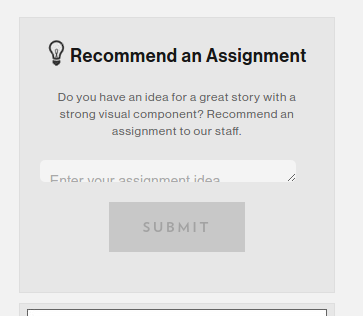 Recommend an Assignment
Do you have an idea for a great story with a
strong visual component? Recommend an
assignment to our staff.
Enter your assignment idea
SUBMIT